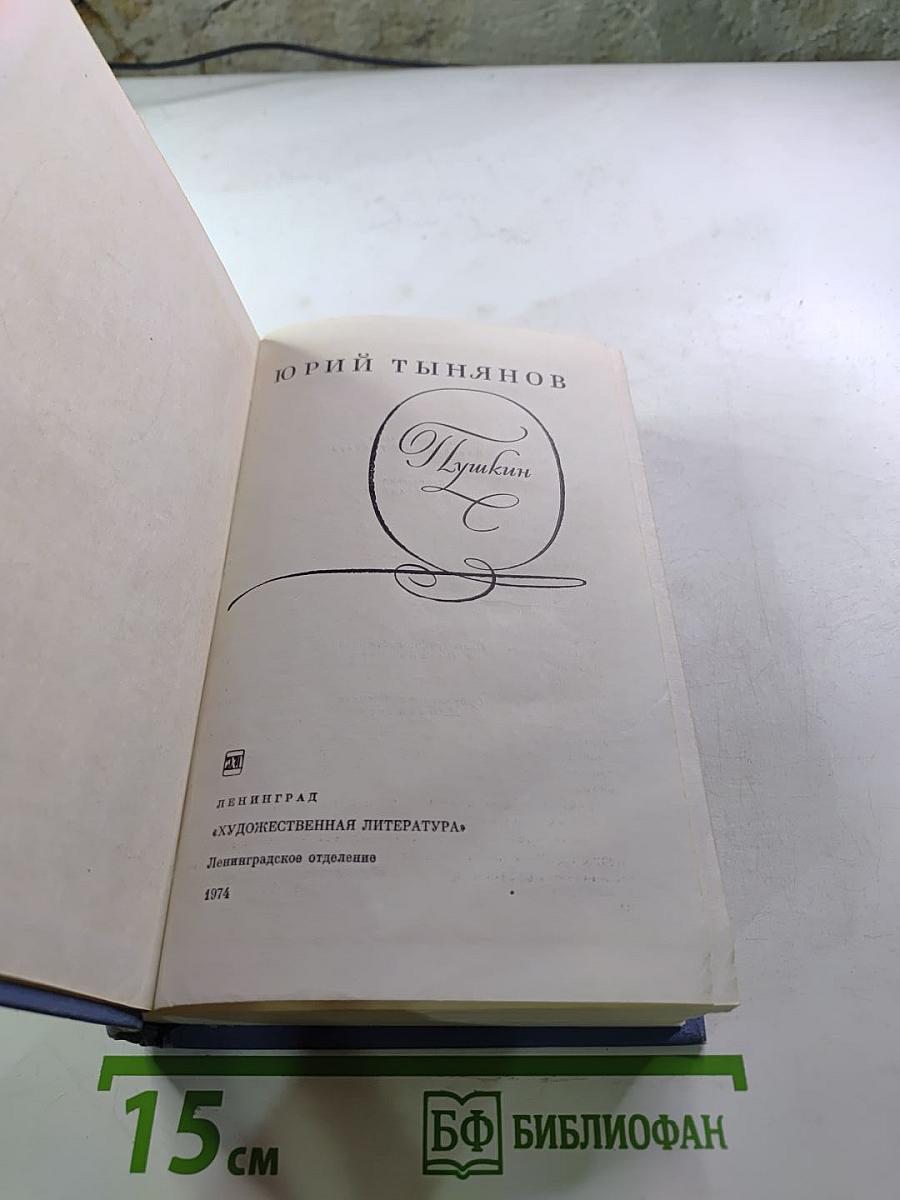 ЮРИЙ ТЫНЯНОВ
Пушкин
ЛЕНИНГРАД
«ХУДОЖЕСТВЕННАЯ ЛИТЕРАТУРА»
Ленинградское отделение
1974
15 см
БФ БИБЛИОФАН